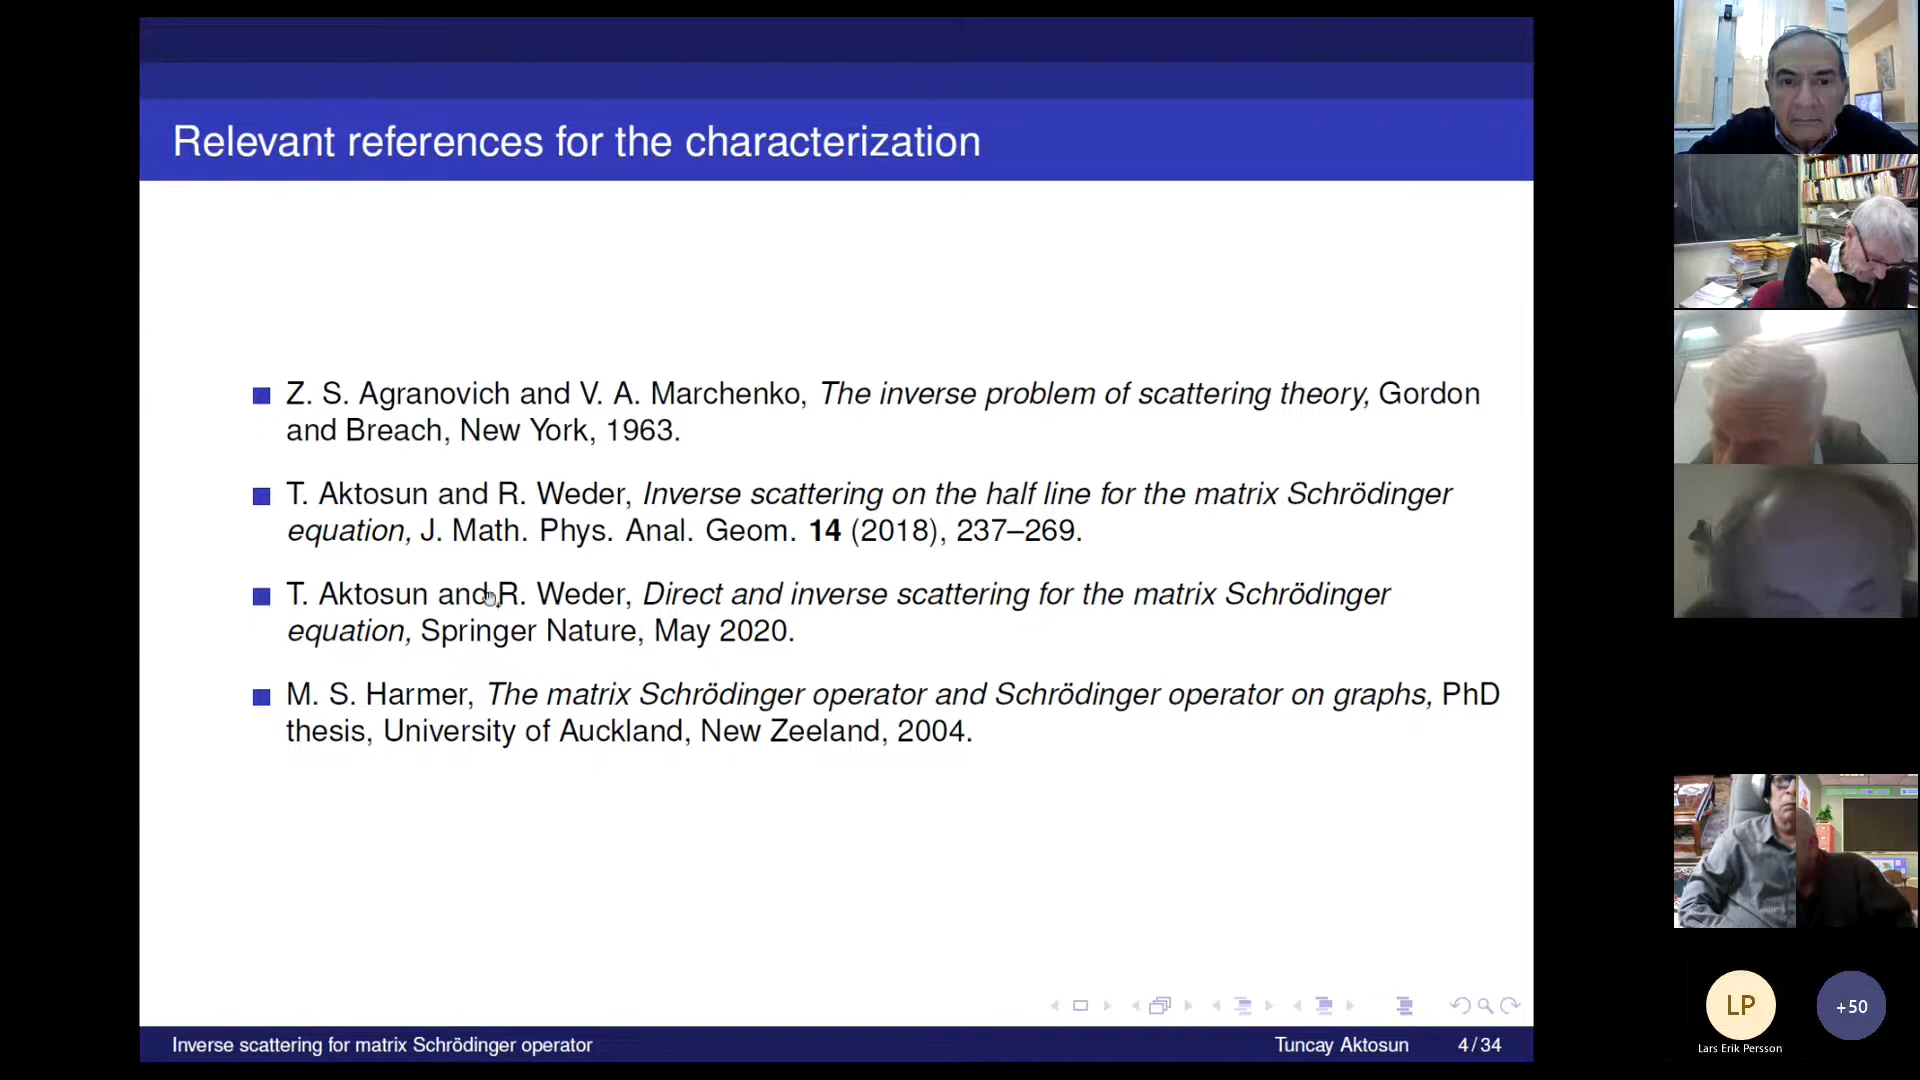 Relevant references for the characterization
Z. S. Agranovich and V. A. Marchenko, The inverse problem of scattering theory, Gordon
and Breach, New York, 1963.
T. Aktosun and R. Weder, Inverse scattering on the half line for the matrix Schrödinger
equation, J. Math. Phys. Anal. Geom. 14 (2018), 237–269.
T. Aktosun and R. Weder, Direct and inverse scattering for the matrix Schrödinger
equation, Springer Nature, May 2020.
M. S. Harmer, The matrix Schrödinger operator and Schrödinger operator on graphs, PhD
thesis, University of Auckland, New Zeeland, 2004.
Inverse scattering for matrix Schrödinger operator
Tuncay Aktosun 4/34
LP
+50
Lars Erik Persson